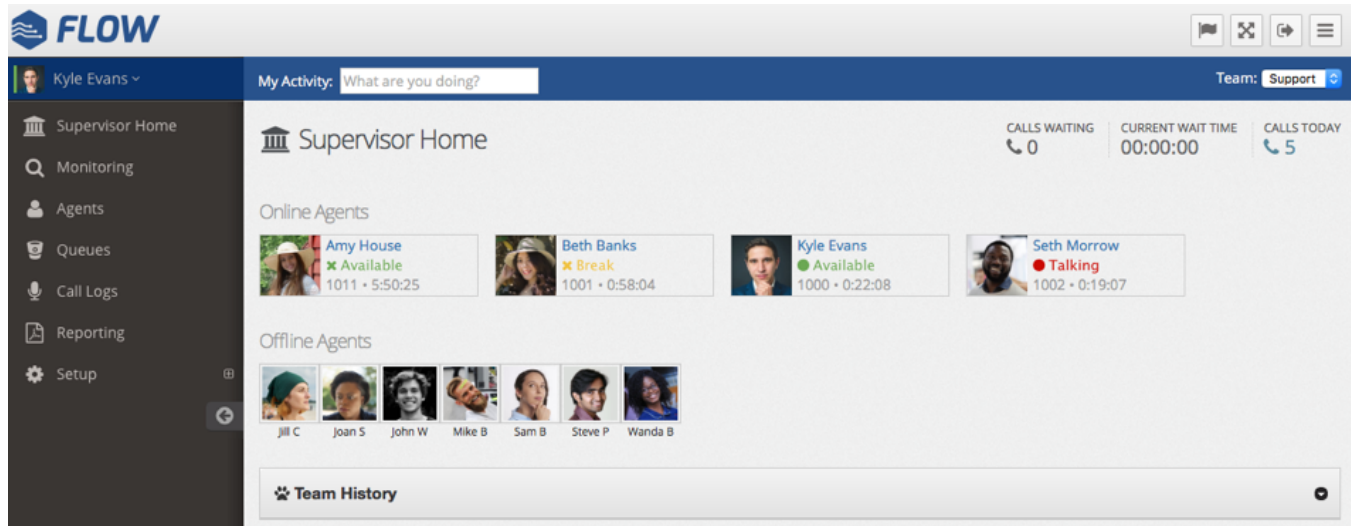 FLOW
Kyle Evans
My Activity: What are you doing?
Team: Support
Supervisor Home
Monitoring
Agents
Queues
Call Logs
Reporting
Setup
Supervisor Home
CALLS WAITING
0
CURRENT WAIT TIME
00:00:00
CALLS TODAY
5
Online Agents
Amy House
Available
1011 • 5:50:25
Beth Banks
Break
1001 • 0:58:04
Kyle Evans
Available
1000 • 0:22:08
Seth Morrow
Talking
1002 • 0:19:07
Offline Agents
Jill C
Joan S
John W
Mike B
Sam B
Steve P
Wanda B
Team History